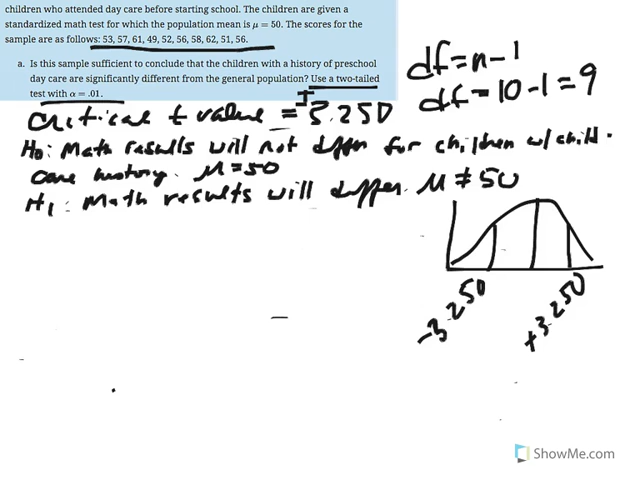 children who attended day care before starting school. The children are given a
standardized math test for which the population mean is μ = 50. The scores for the
sample are as follows: 53, 57, 61, 49, 52, 56, 58, 62, 51, 56.
a. Is this sample sufficient to conclude that the children with a history of preschool
day care are significantly different from the general population? Use a two-tailed
test with α = .01.
df = n - 1
df = 10 - 1 = 9
Critical t value = ± 3.250
H0: Math results will not differ for children w/ child
care history. μ = 50
H1: Math results will differ. μ ≠ 50
-3.250
+3.250
ShowMe.com